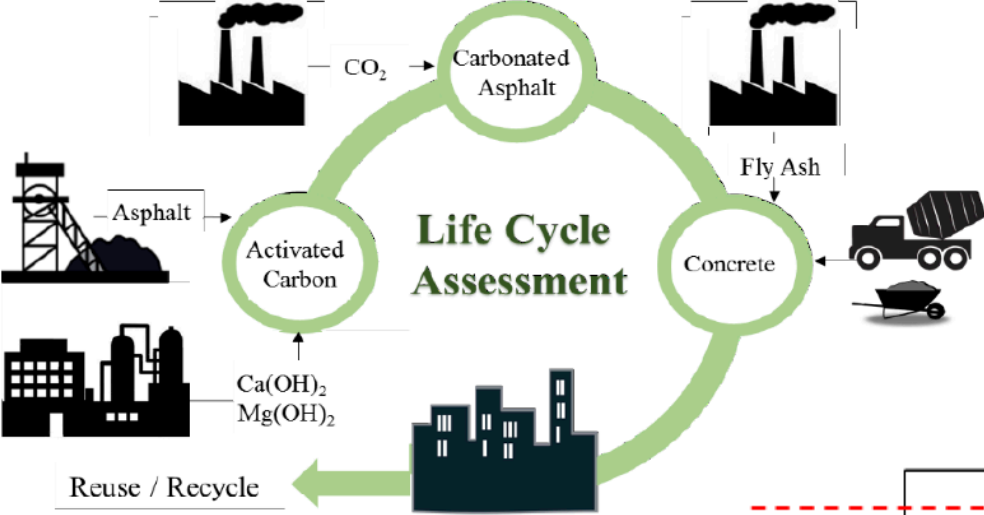 CO₂
Carbonated
Asphalt
Fly Ash
Asphalt
Activated
Carbon
Life Cycle
Assessment
Concrete
Ca(OH)₂
Mg(OH)₂
Reuse / Recycle